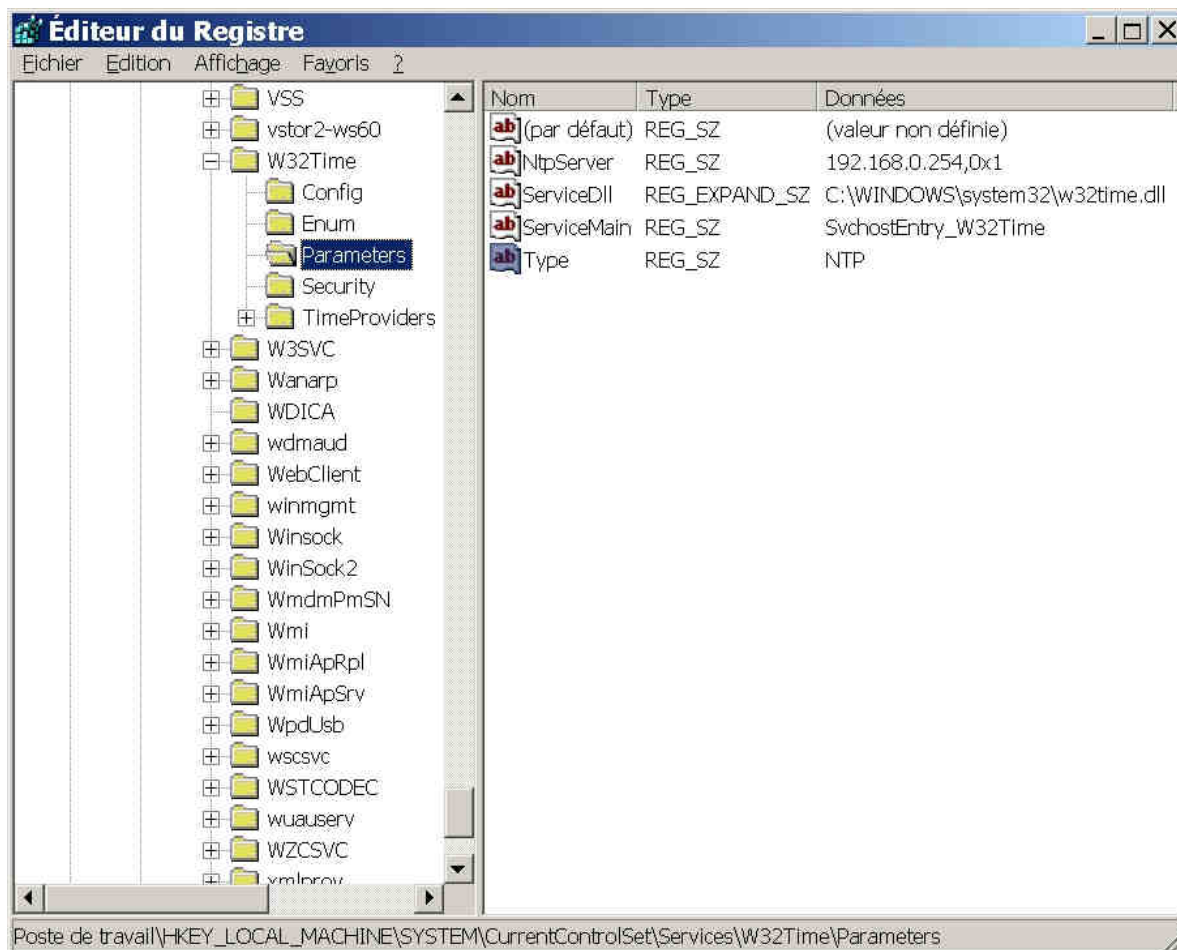 Éditeur du Registre
Fichier Edition Affichage Favoris ?
VSS
vstor2-ws60
W32Time
Config
Enum
Parameters
Security
TimeProviders
W3SVC
Wanarp
WDICA
wdmaud
WebClient
winmgmt
Winsock
WinSock2
WmdmPmSN
Wmi
WmiApRpl
WmiApSrv
WpdUsb
wscsvc
WSTCODEC
wuauserv
WZCSVC
xmlprov
Nom Type Données
(par défaut) REG_SZ (valeur non définie)
NtpServer REG_SZ 192.168.0.254,0x1
ServiceDll REG_EXPAND_SZ C:\WINDOWS\system32\w32time.dll
ServiceMain REG_SZ SvchostEntry_W32Time
Type REG_SZ NTP
Poste de travail\HKEY_LOCAL_MACHINE\SYSTEM\CurrentControlSet\Services\W32Time\Parameters